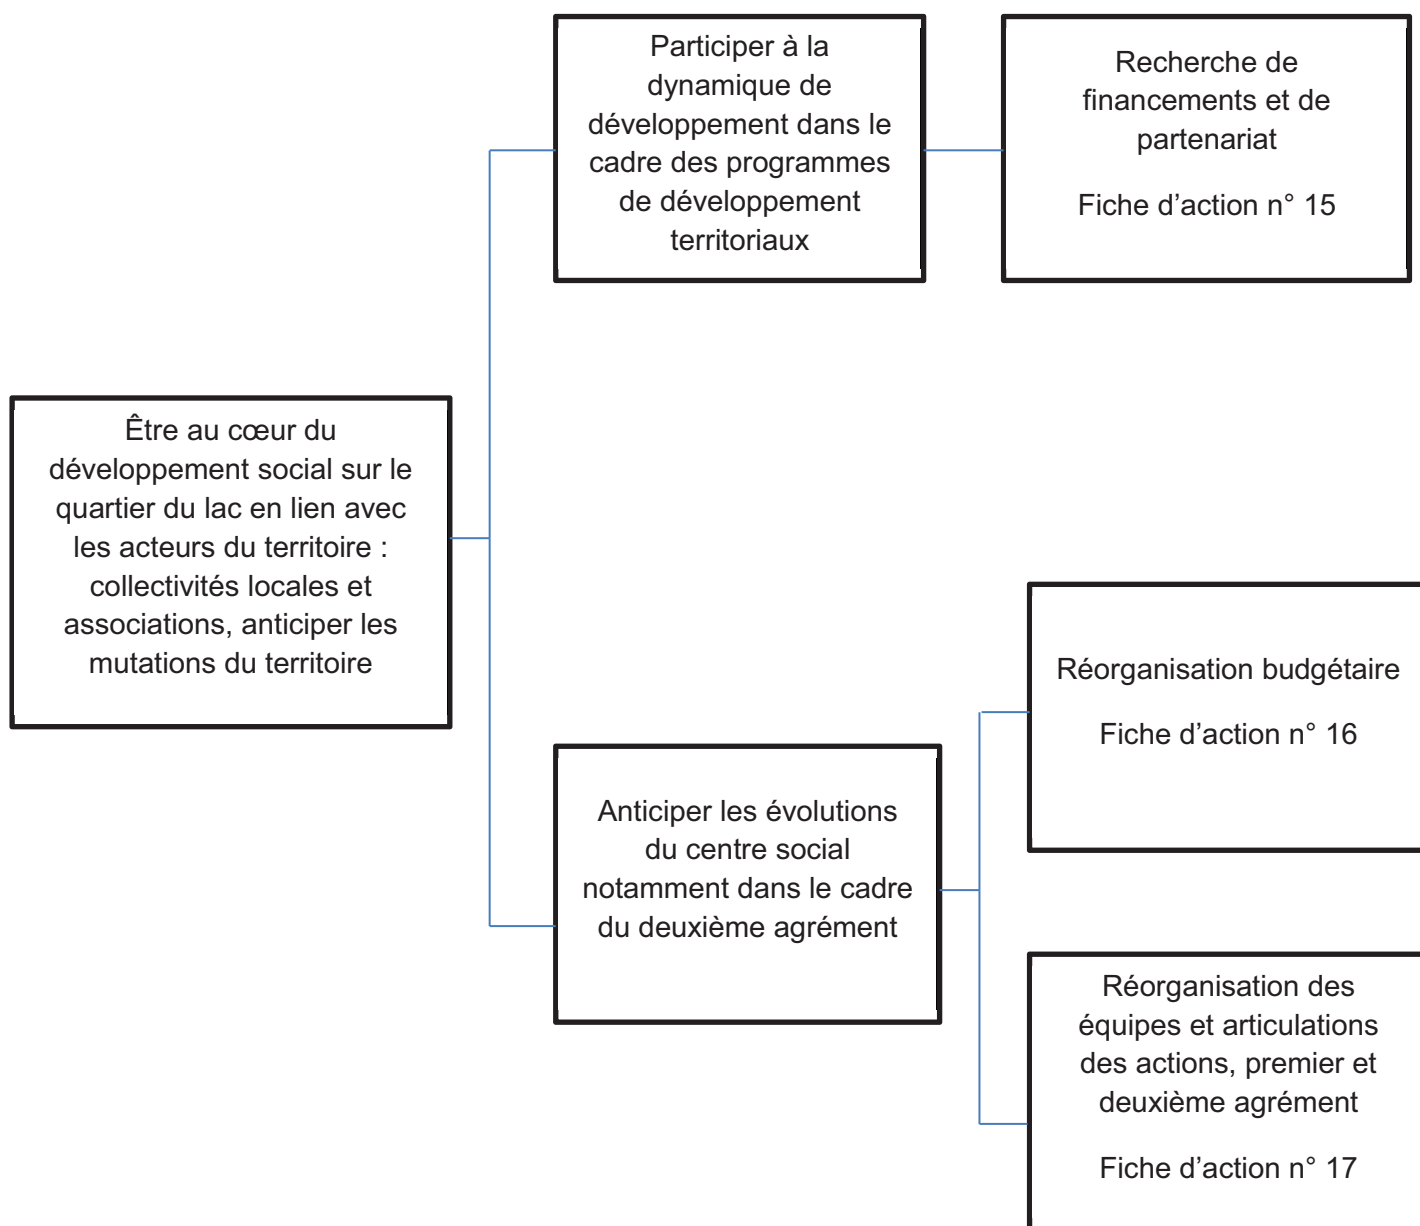 Participer à la
dynamique de
développement dans le
cadre des programmes
de développement
territoriaux
Recherche de
financements et de
partenariat
Fiche d’action n° 15
Être au cœur du
développement social sur le
quartier du lac en lien avec
les acteurs du territoire :
collectivités locales et
associations, anticiper les
mutations du territoire
Anticiper les évolutions
du centre social
notamment dans le cadre
du deuxième agrément
Réorganisation budgétaire
Fiche d’action n° 16
Réorganisation des
équipes et articulations
des actions, premier et
deuxième agrément
Fiche d’action n° 17